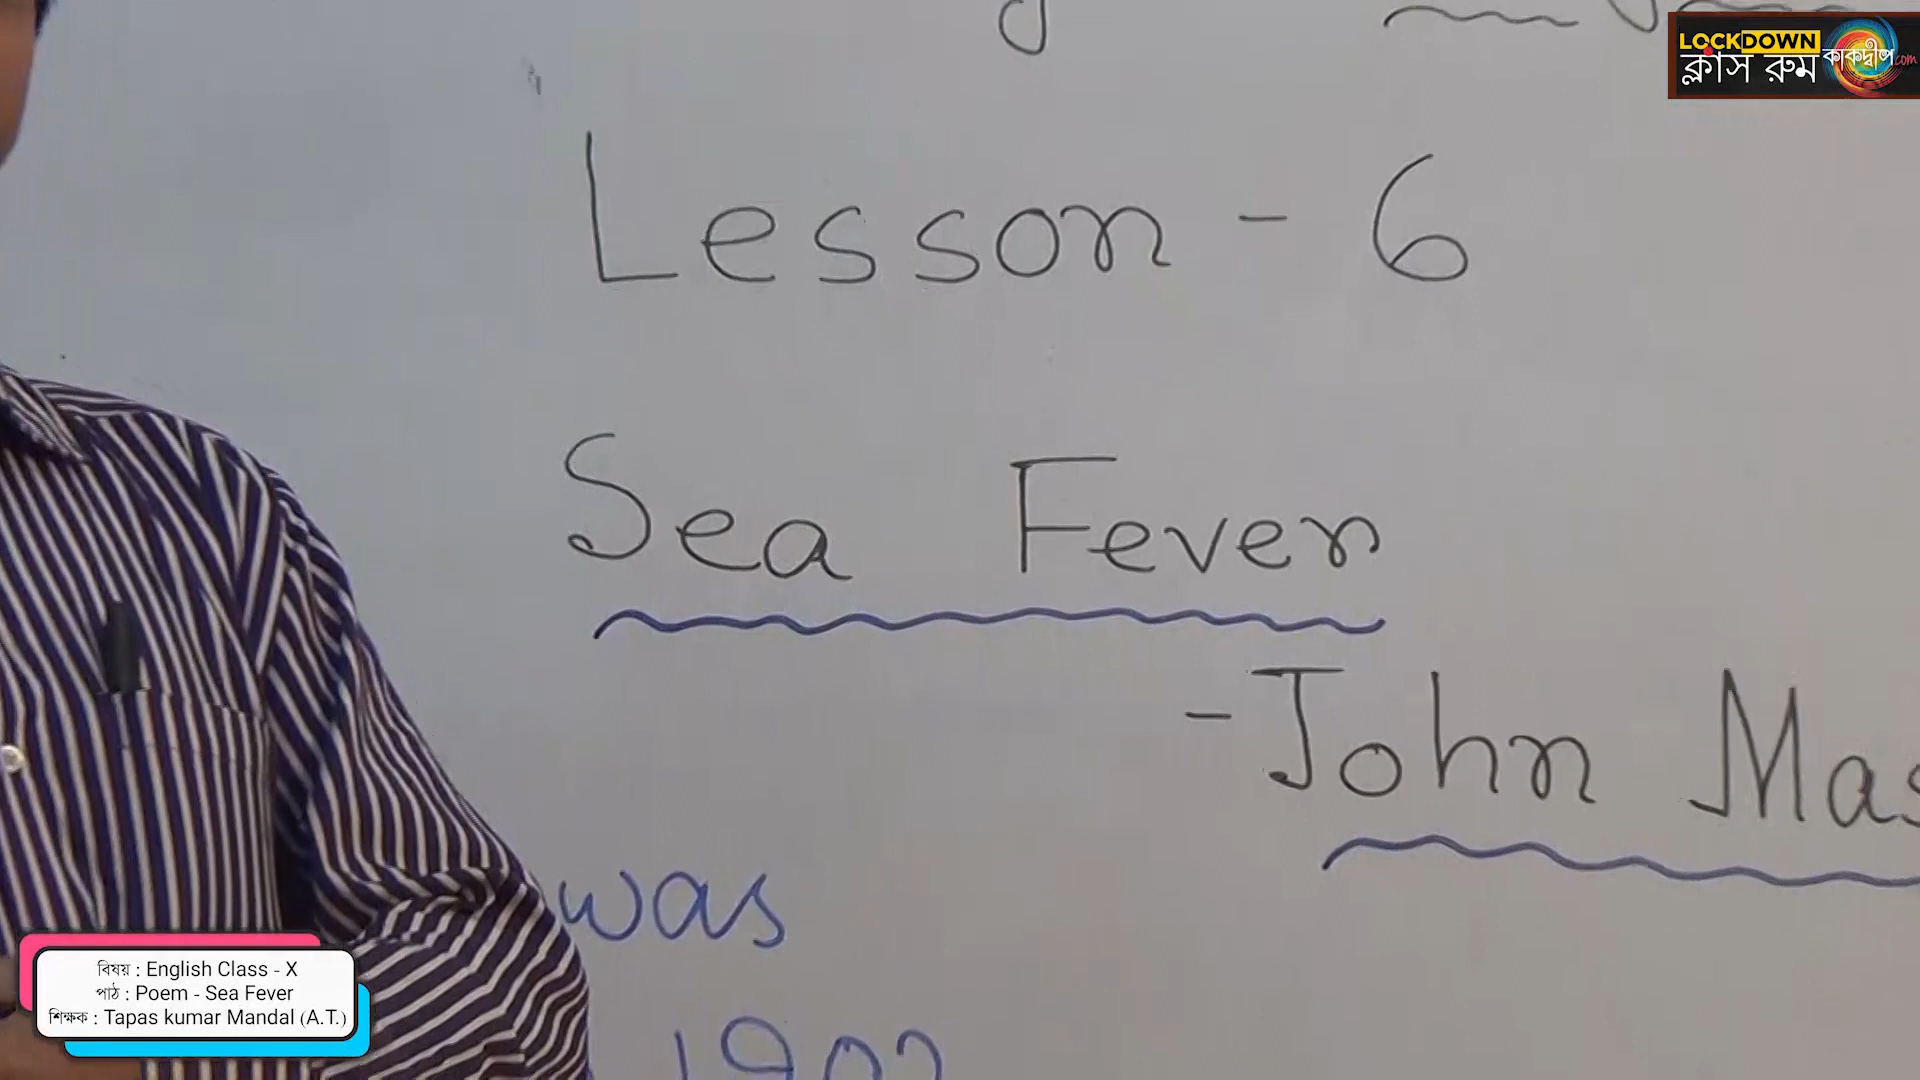 LOCKDOWN
ক্লাস রুম কাকদ্বীপ.com
Lesson - 6
Sea Fever
- John Mas
was
বিষয় : English Class - X
পাঠ : Poem - Sea Fever
শিক্ষক : Tapas kumar Mandal (A.T.)